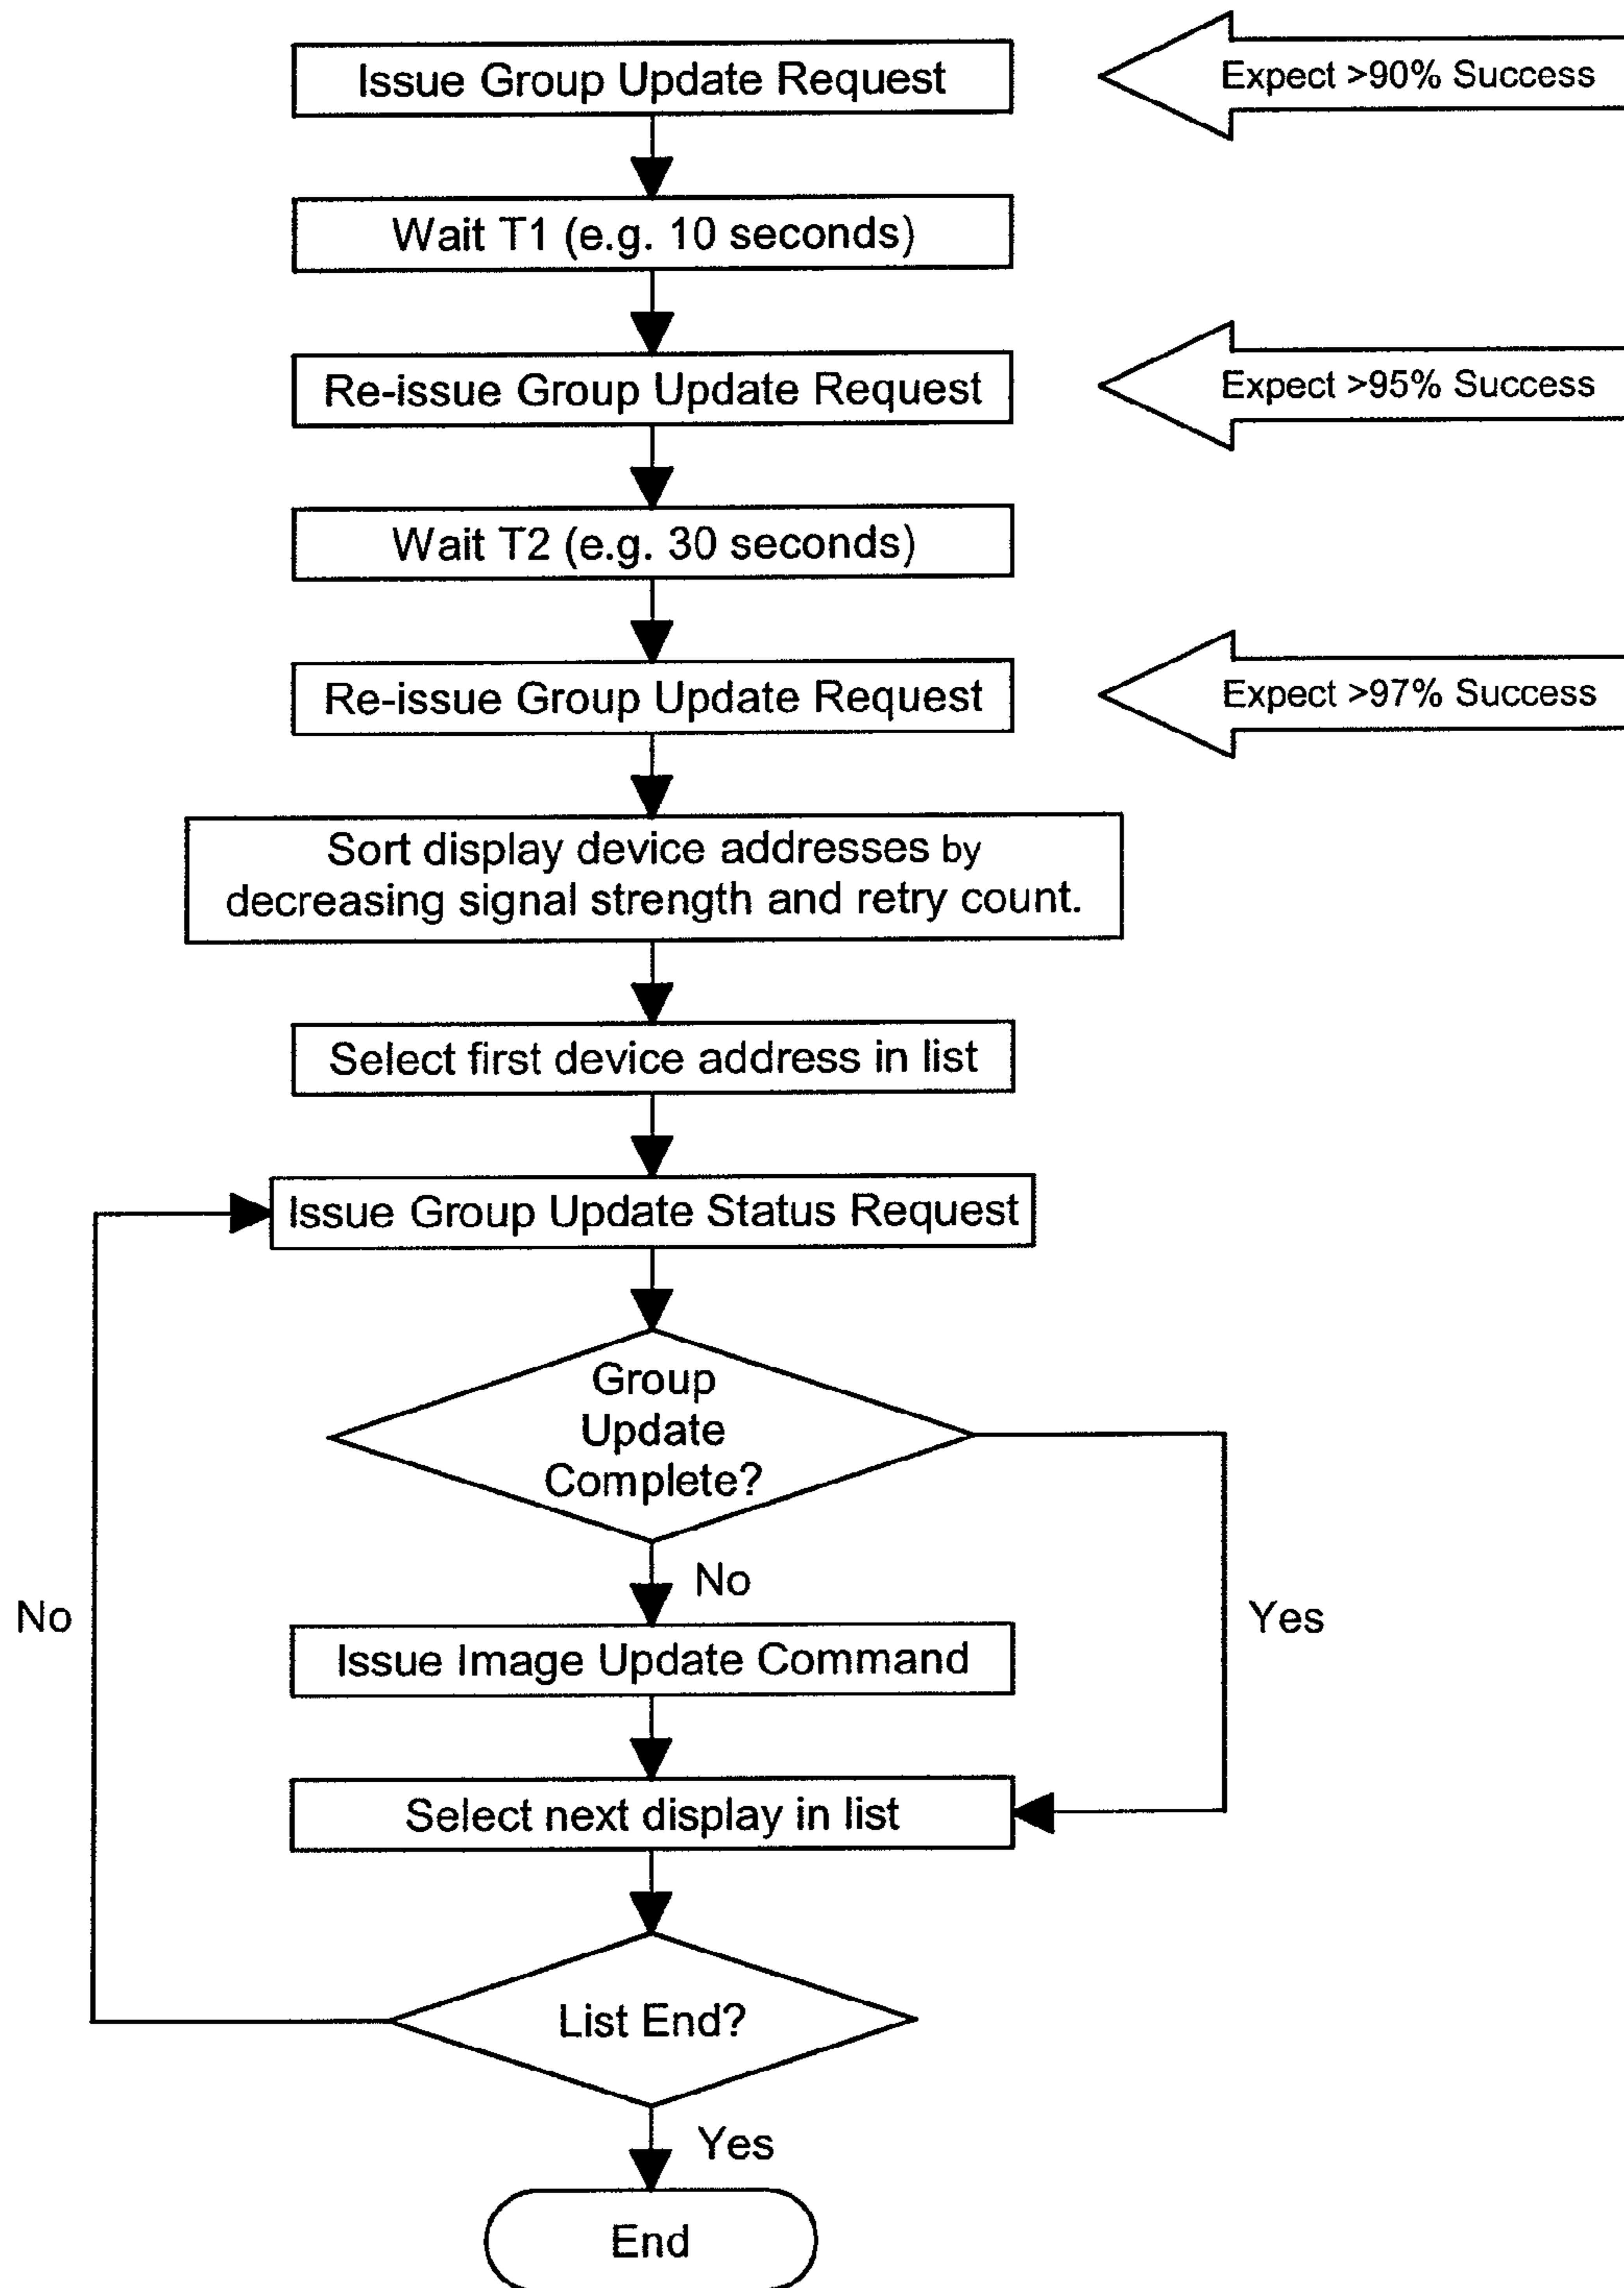 Issue Group Update Request
Expect >90% Success
Wait T1 (e.g. 10 seconds)
Re-issue Group Update Request
Expect >95% Success
Wait T2 (e.g. 30 seconds)
Re-issue Group Update Request
Expect >97% Success
Sort display device addresses by
decreasing signal strength and retry count.
Select first device address in list
Issue Group Update Status Request
Group
Update
Complete?
No
No
Yes
Issue Image Update Command
Select next display in list
List End?
Yes
End